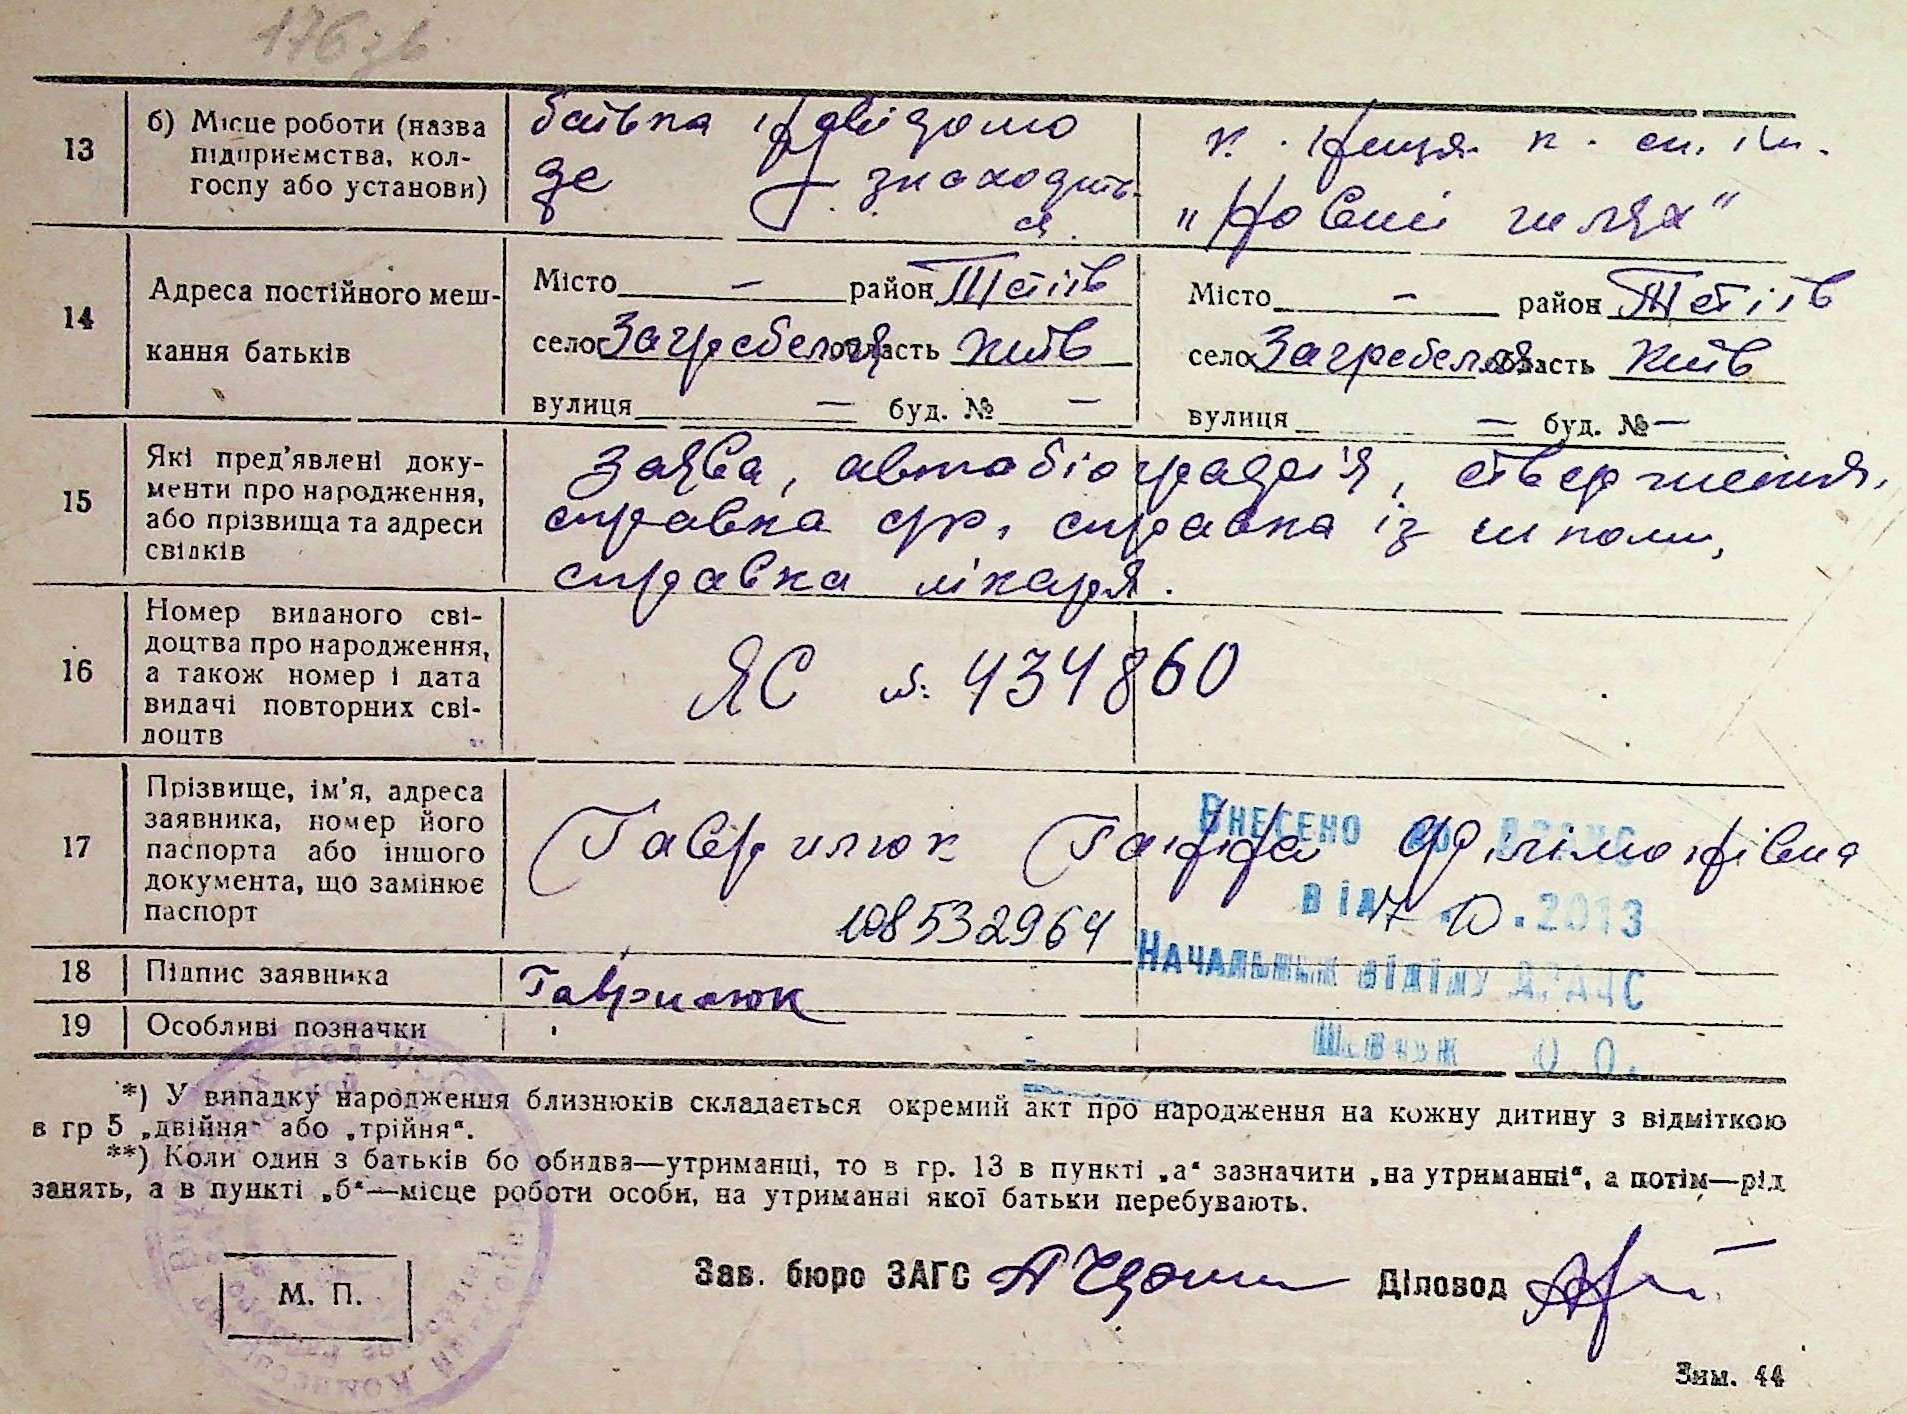 13
б) Місце роботи (назва
підприємства, кол-
госпу або установи)
батька
де знаходить-
ся.
к.
"Новий шлях"
14
Адреса постійного меш-
кання батьків
Місто — район Тетіїв
село Загребелля область Київ
вулиця — буд. № —
Місто — район Тетіїв
село Загребелля область Київ
вулиця — буд. № —
15
Які пред'явлені доку-
менти про народження,
або прізвища та адреси
свідків
Заява, автобіографія, ствердження,
справка с/р, справка із школи,
справка лікаря.
16
Номер виданого сві-
доцтва про народження,
а також номер і дата
видачі повторних сві-
доцтв
ЯС №: 434860
17
Прізвище, ім'я, адреса
заявника, номер його
паспорта або іншого
документа, що замінює
паспорт
Гаврилюк Ганна
108532964
Внесено до ДРАЦС
від 17.10.2013
Начальник відділу ДРАЦС
18
Підпис заявника
Гаврилюк
19
Особливі позначки
*) У випадку народження близнюків складається окремий акт про народження на кожну дитину з відміткою
в гр 5 „двійня" або „трійня".
**) Коли один з батьків бо обидва—утриманці, то в гр. 13 в пункті „а" зазначити „на утриманні", а потім—рід
занять, а в пункті „б"—місце роботи особи, на утриманні якої батьки перебувають.
М. П.
Зав. бюро ЗАГС
Діловод
Зим. 44